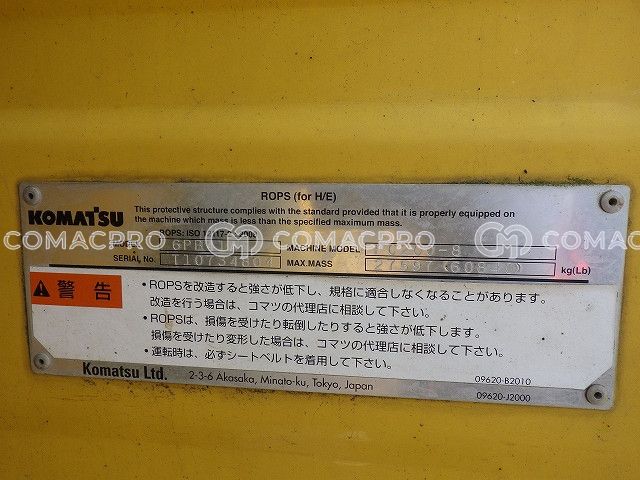 ROPS (for H/E)
KOMATSU
This protective structure complies with the standard provided that it is properly equipped on
the machine which mass is less than the specified maximum mass.
ROPS: ISO
COMACPRO COMACPRO
MACHINE MODEL
SERIAL No.
MAX.MASS
kg(Lb)
警告
・ROPSを改造すると強さが低下し、規格に適合しなくなることがあります。
改造を行う場合は、コマツの代理店に相談して下さい。
・ROPSは、損傷を受けたり転倒したりすると強さが低下します。
損傷を受けたり変形した場合は、コマツの代理店に相談して下さい。
・運転時は、必ずシートベルトを着用して下さい。
Komatsu Ltd. 2-3-6 Akasaka, Minato-ku, Tokyo, Japan
09620-B2010
09620-J2000